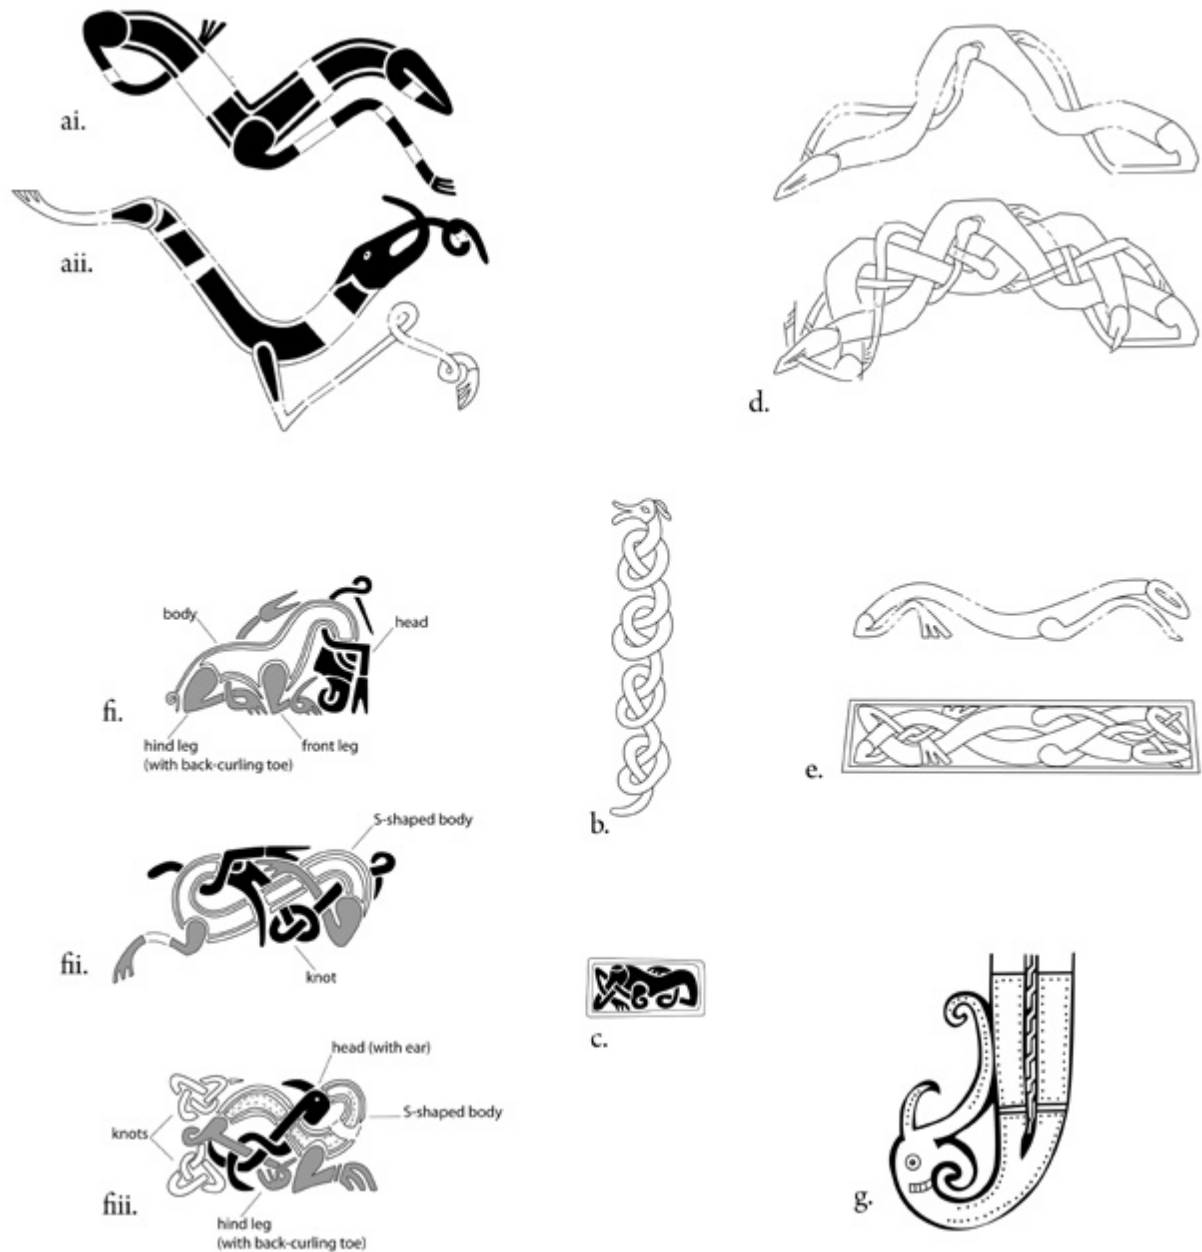 ai.
aii.
d.
body
head
fi.
hind leg
(with back-curling toe)
front leg
b.
e.
S-shaped body
fii.
knot
c.
head (with ear)
S-shaped body
knots
fiii.
hind leg
(with back-curling toe)
g.